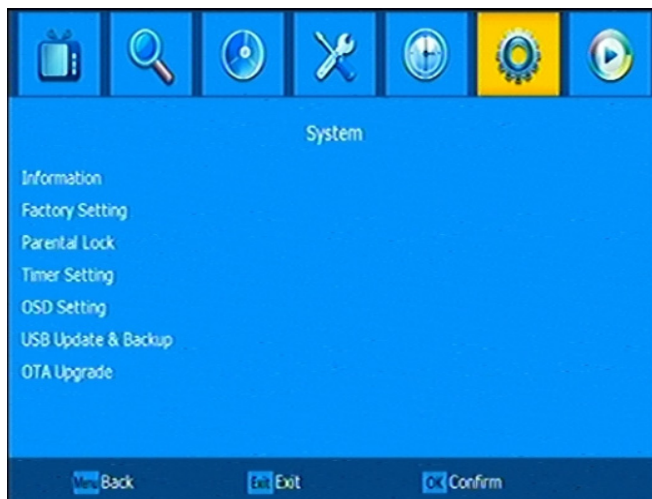 System
Information
Factory Setting
Parental Lock
Timer Setting
OSD Setting
USB Update & Backup
OTA Upgrade
Menu Back Exit Exit OK Confirm